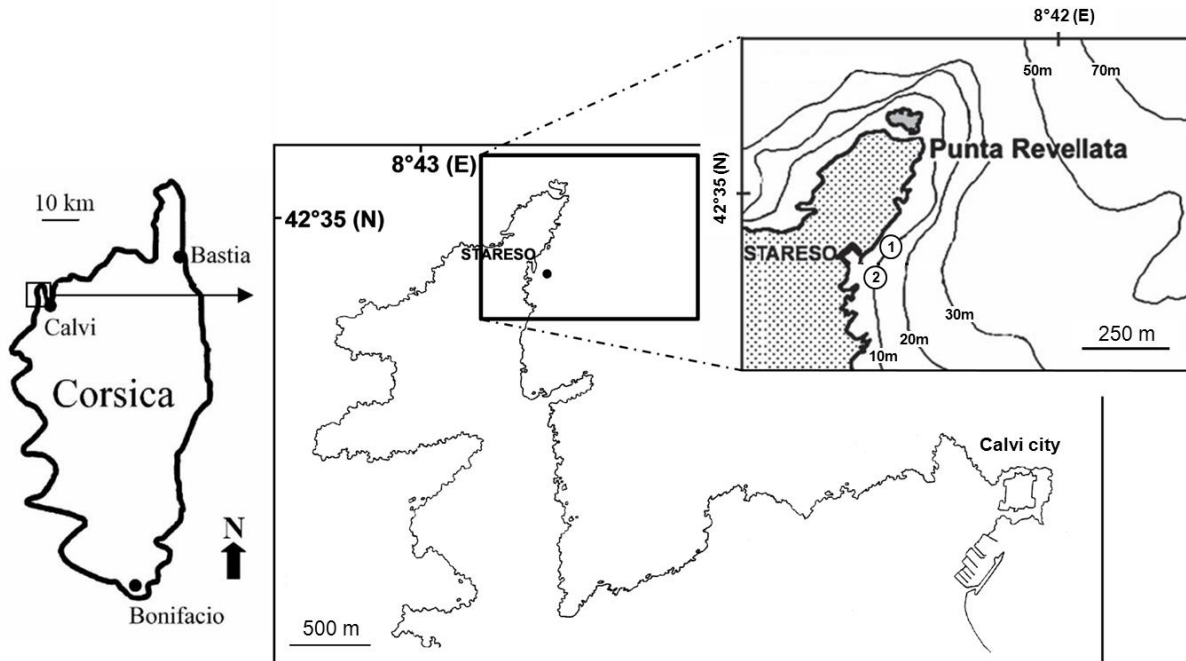 10 km
Bastia
Calvi
Corsica
N
Bonifacio
8°43 (E)
42°35 (N)
STARESO
500 m
Calvi city
8°42 (E)
42°35 (N)
50m
70m
Punta Revellata
STARESO
1
2
30m
20m
10m
250 m